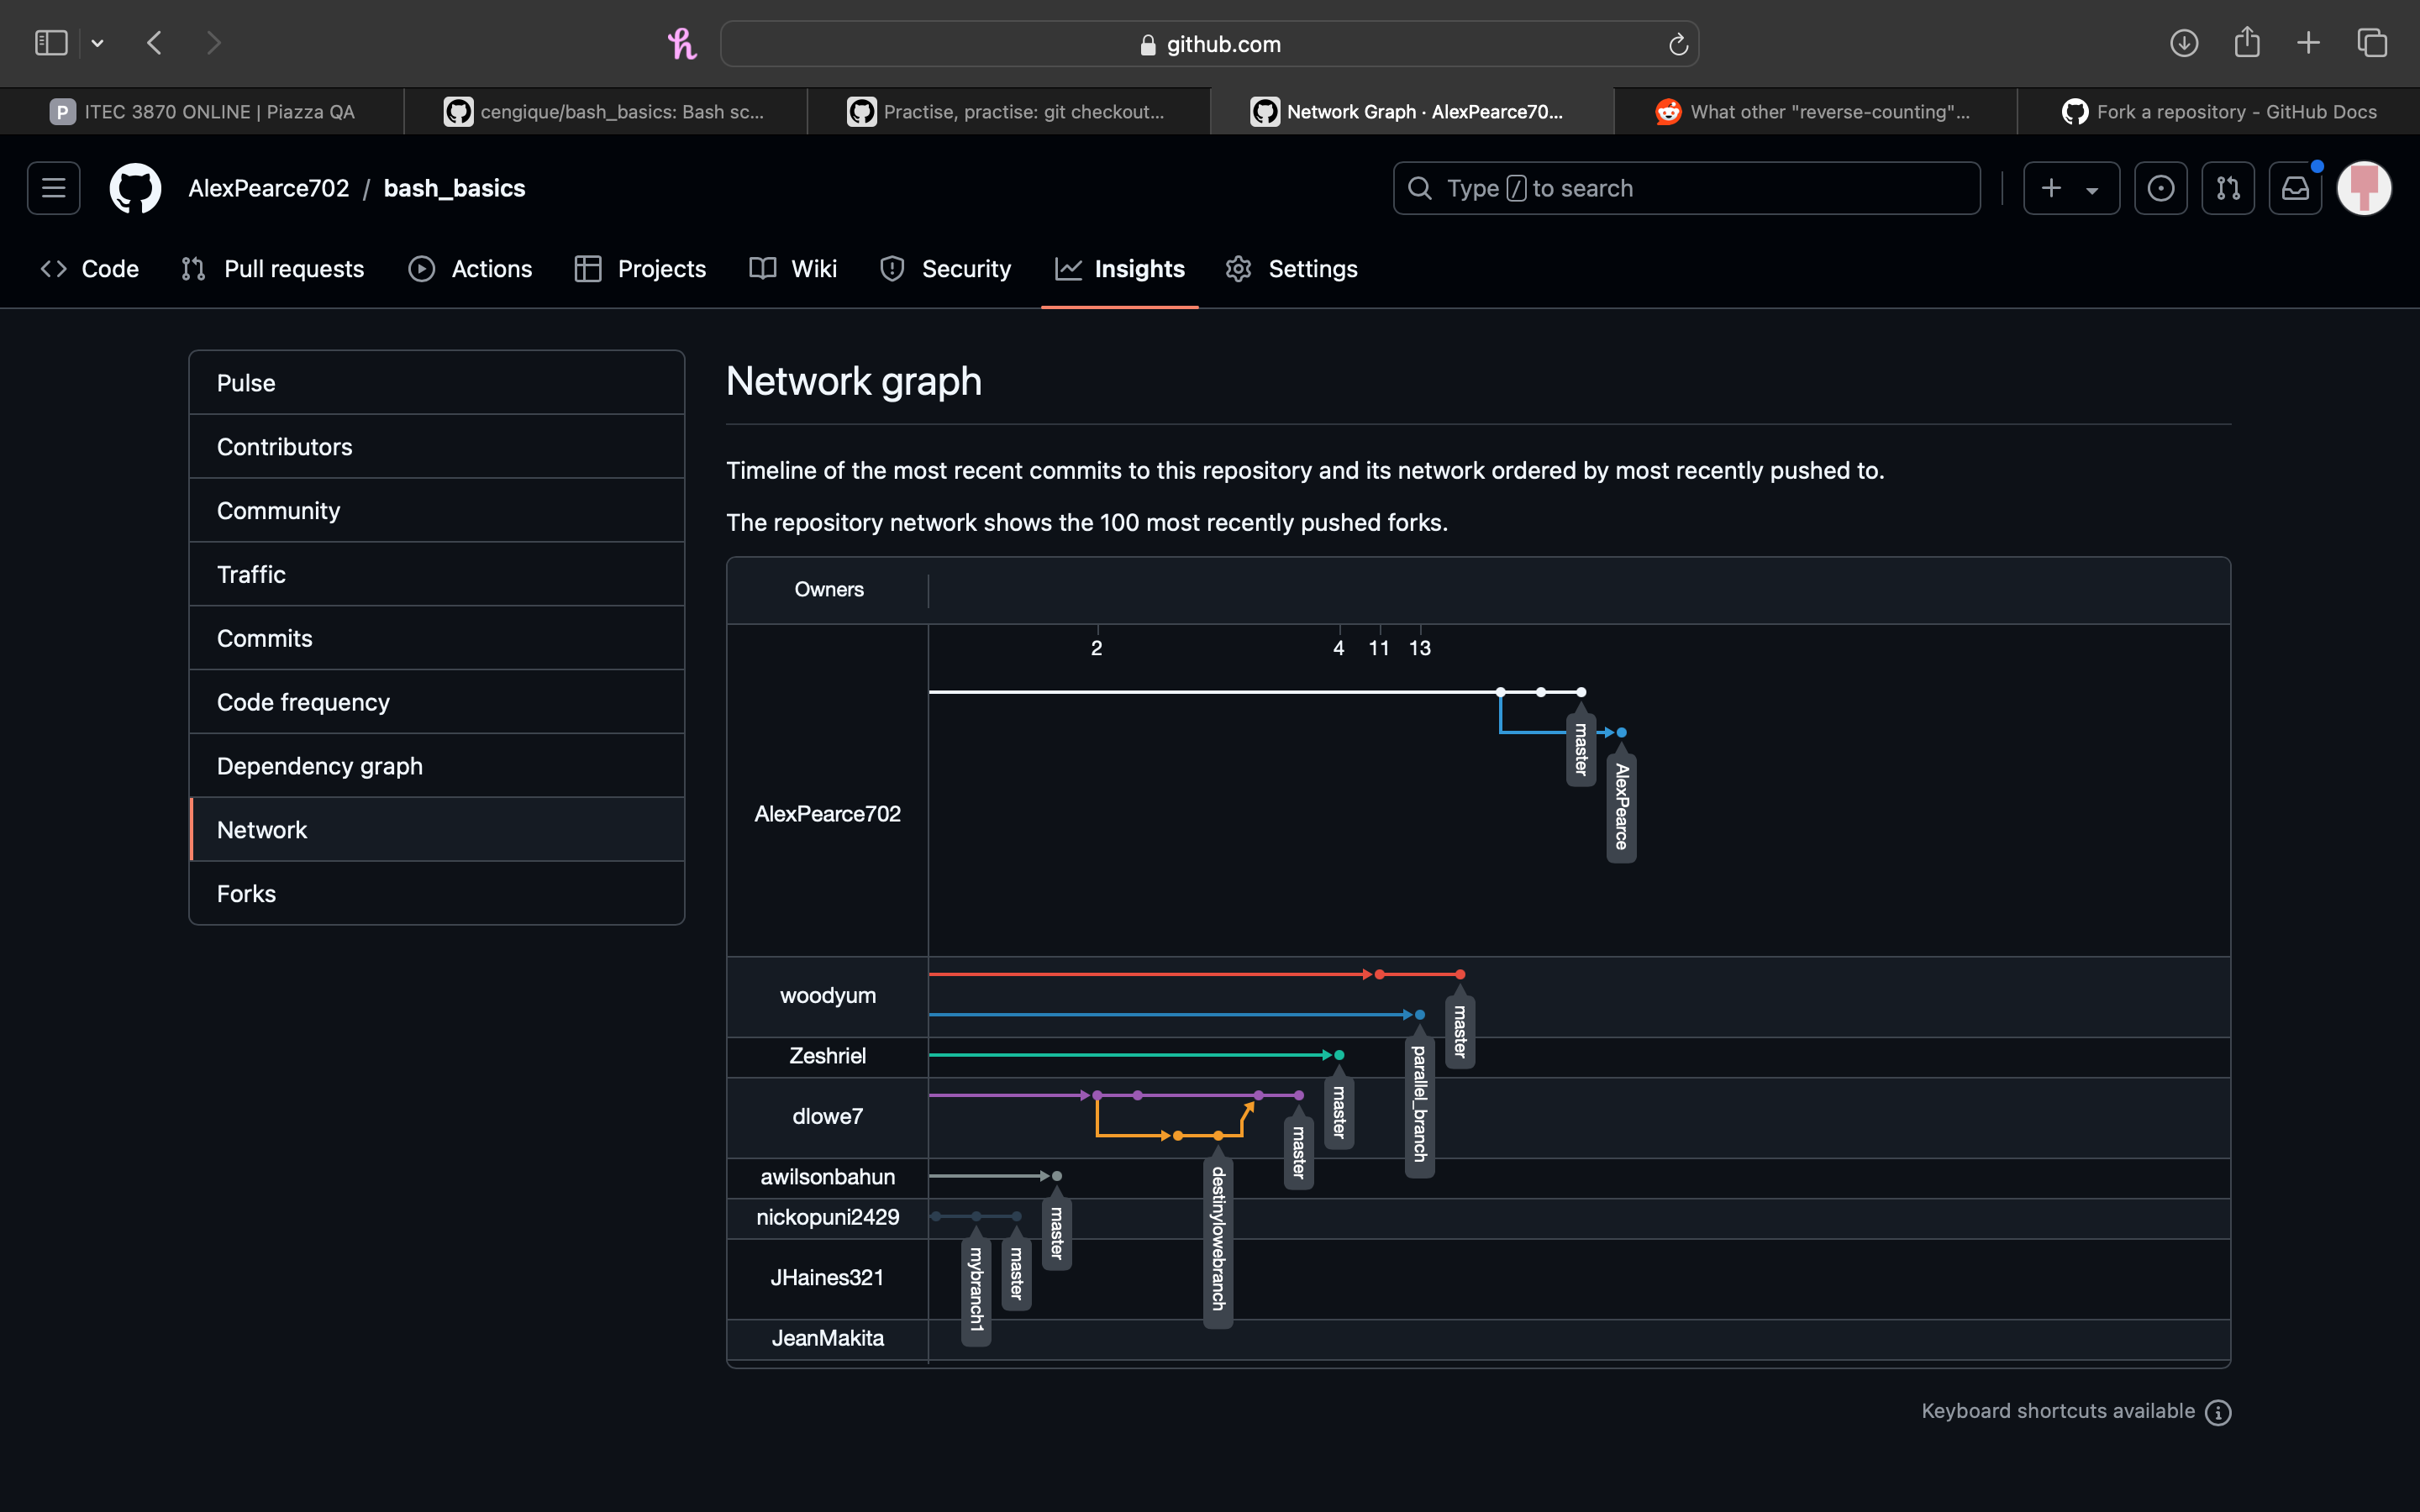 github.com
P ITEC 3870 ONLINE | Piazza QA
cengique/bash_basics: Bash sc...
Practise, practise: git checkout...
Network Graph · AlexPearce70...
What other "reverse-counting"...
Fork a repository - GitHub Docs
AlexPearce702 / bash_basics
Type / to search
Code
Pull requests
Actions
Projects
Wiki
Security
Insights
Settings
Pulse
Contributors
Community
Traffic
Commits
Code frequency
Dependency graph
Network
Forks
Network graph
Timeline of the most recent commits to this repository and its network ordered by most recently pushed to.
The repository network shows the 100 most recently pushed forks.
Owners
2 4 11 13
AlexPearce702
master
AlexPearce
woodyum
master
parallel_branch
Zeshriel
master
dlowe7
master
destinylowebranch
awilsonbahun
master
nickopuni2429
mybranch1
master
JHaines321
JeanMakita
Keyboard shortcuts available